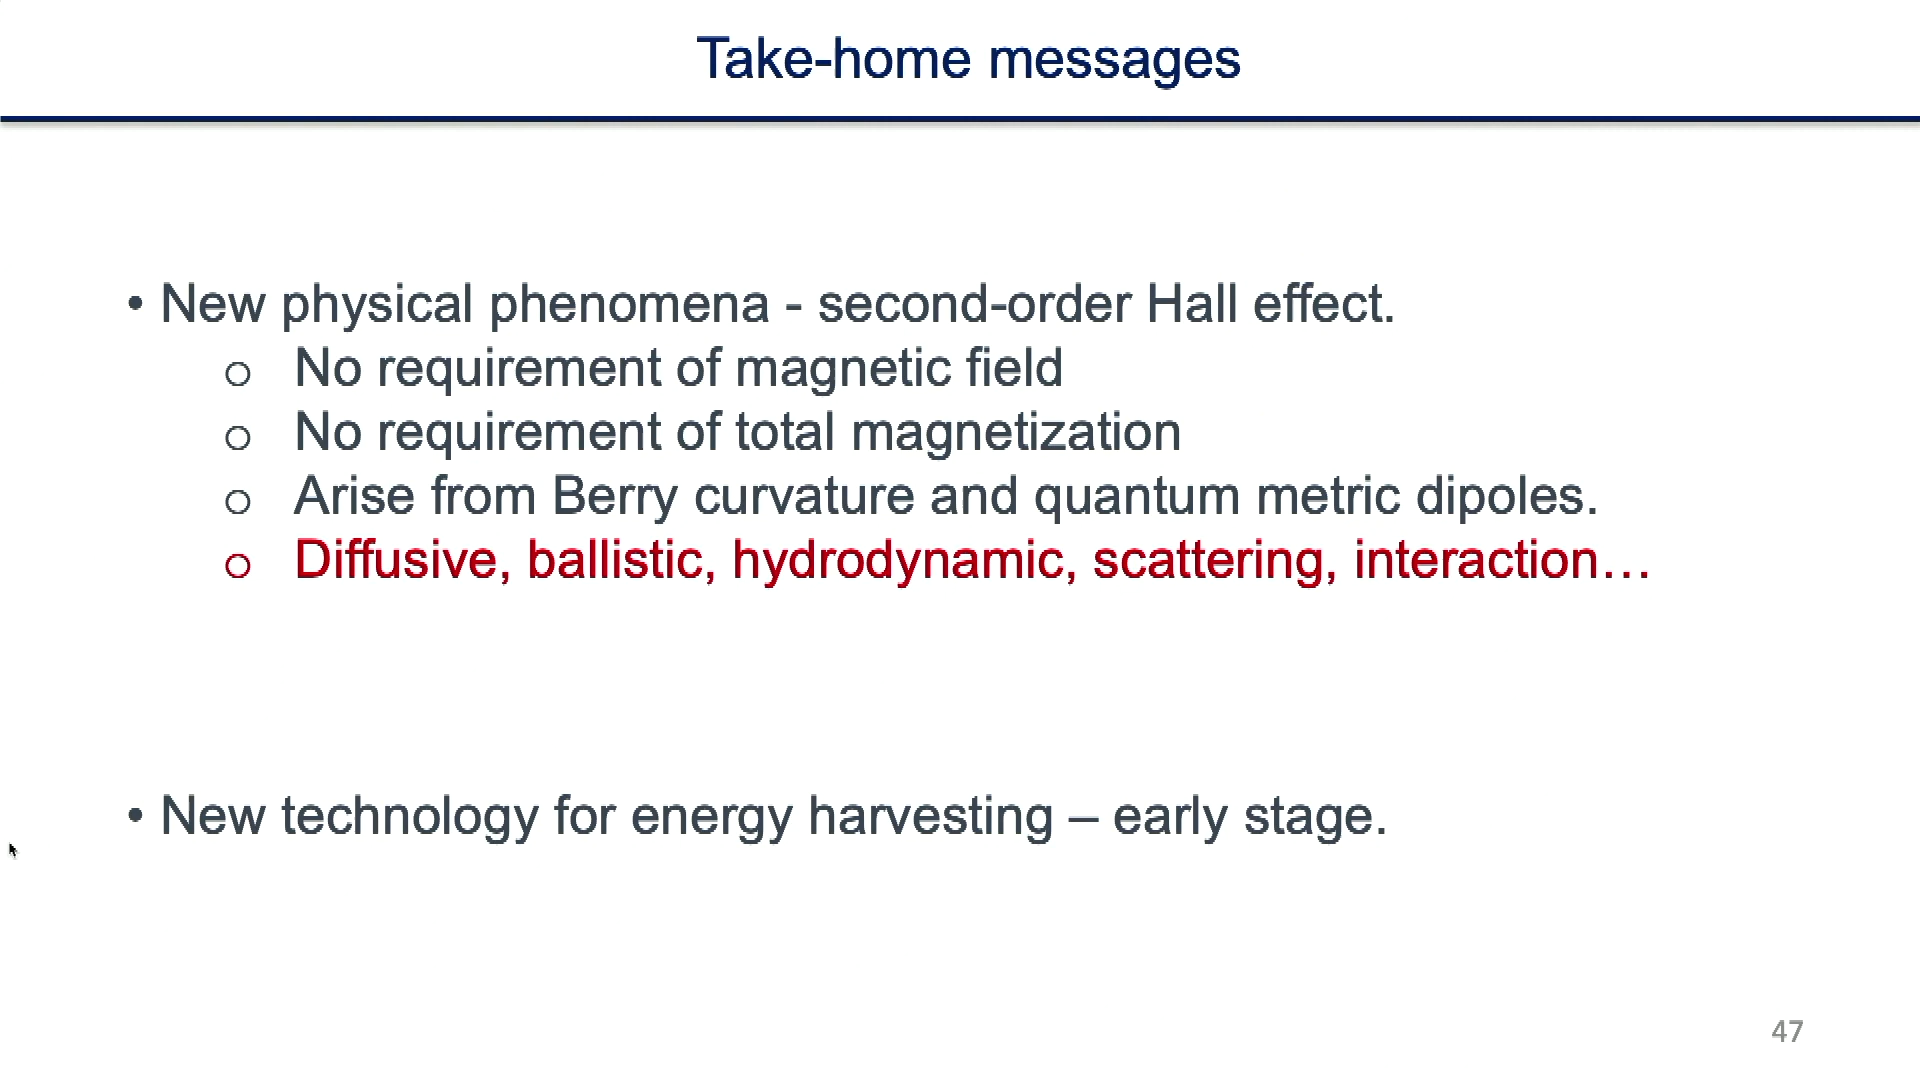 Take-home messages
• New physical phenomena - second-order Hall effect.
o No requirement of magnetic field
o No requirement of total magnetization
o Arise from Berry curvature and quantum metric dipoles.
o Diffusive, ballistic, hydrodynamic, scattering, interaction…
• New technology for energy harvesting – early stage.
47